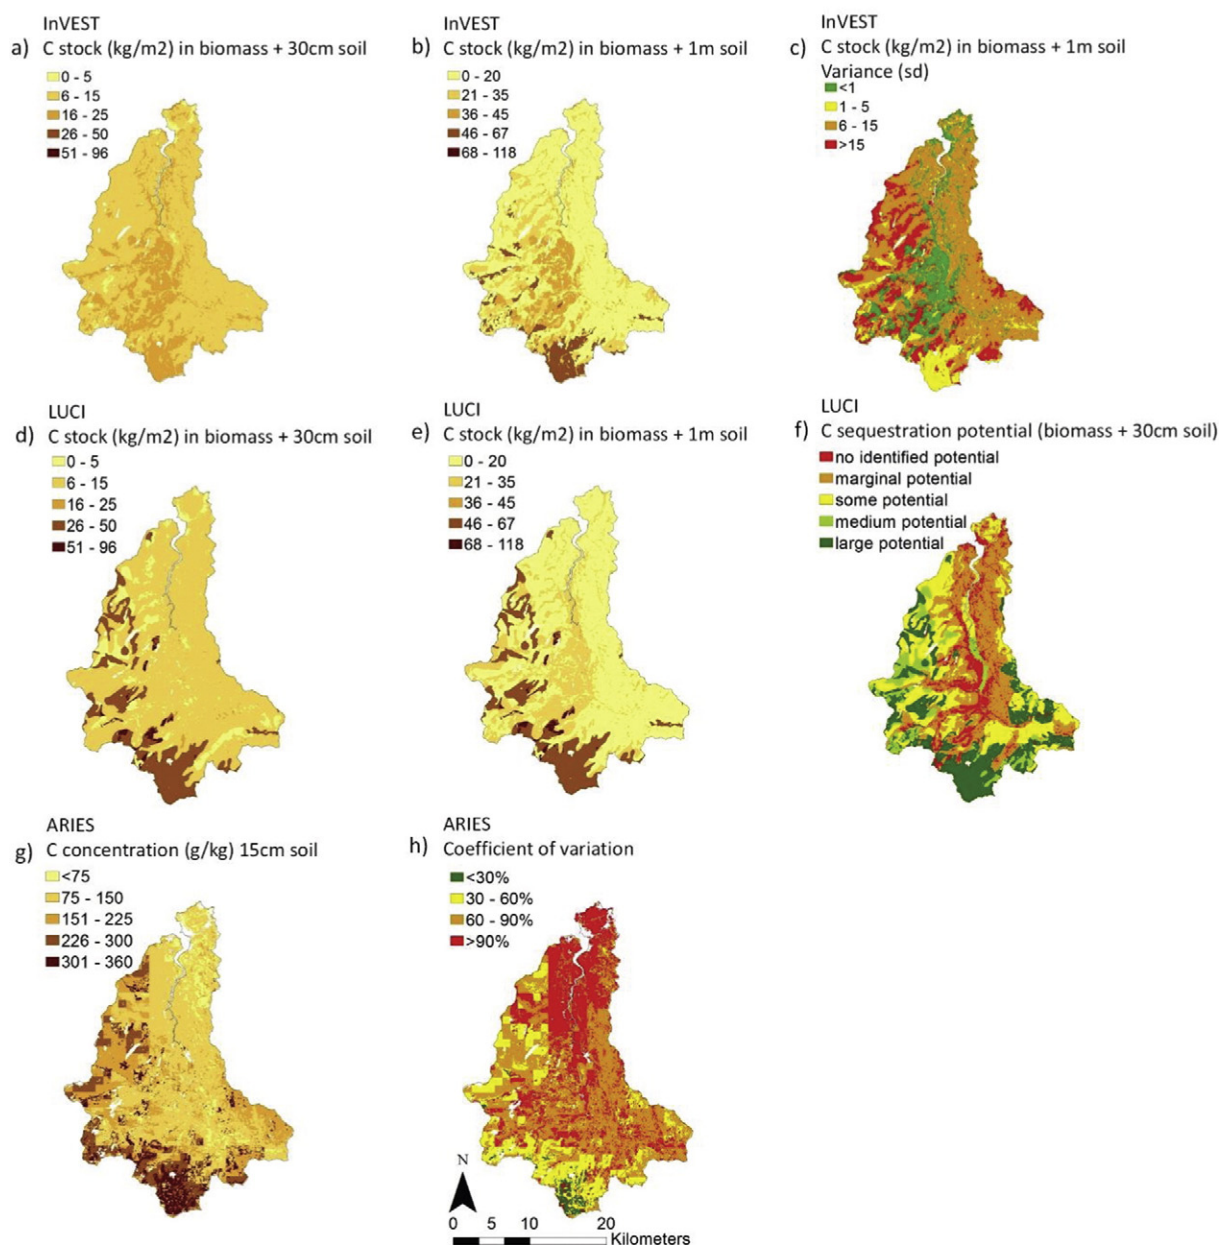 InVEST
a) C stock (kg/m2) in biomass + 30cm soil
0 - 5
6 - 15
16 - 25
26 - 50
51 - 96
InVEST
b) C stock (kg/m2) in biomass + 1m soil
0 - 20
21 - 35
36 - 45
46 - 67
68 - 118
InVEST
c) C stock (kg/m2) in biomass + 1m soil
Variance (sd)
<1
1 - 5
6 - 15
>15
LUCI
d) C stock (kg/m2) in biomass + 30cm soil
0 - 5
6 - 15
16 - 25
26 - 50
51 - 96
LUCI
e) C stock (kg/m2) in biomass + 1m soil
0 - 20
21 - 35
36 - 45
46 - 67
68 - 118
LUCI
f) C sequestration potential (biomass + 30cm soil)
no identified potential
marginal potential
some potential
medium potential
large potential
ARIES
g) C concentration (g/kg) 15cm soil
<75
75 - 150
151 - 225
226 - 300
301 - 360
ARIES
h) Coefficient of variation
<30%
30 - 60%
60 - 90%
>90%
N
0 5 10 20
Kilometers